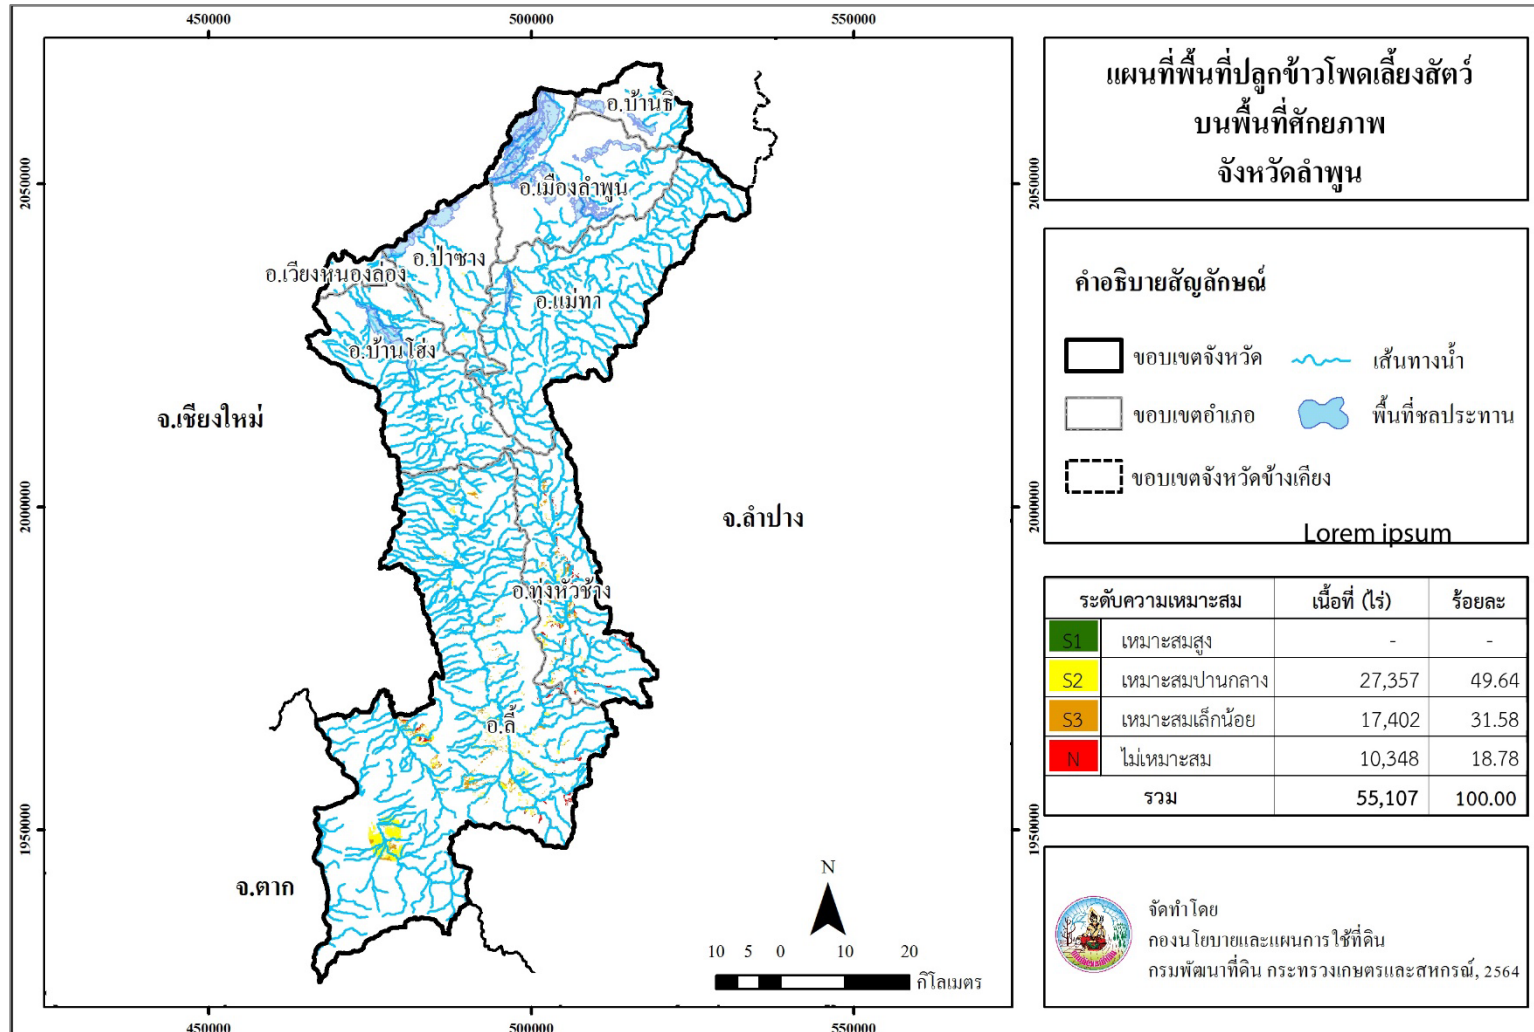 450000
500000
550000
แผนที่พื้นที่ปลูกข้าวโพดเลี้ยงสัตว์
บนพื้นที่ศักยภาพ
จังหวัดลำพูน
2050000
2050000
อ.บ้านธิ
อ.เมืองลำพูน
อ.ป่าซาง
อ.เวียงหนองล่อง
อ.แม่ทา
อ.บ้านโฮ่ง
จ.เชียงใหม่
จ.ลำปาง
2000000
2000000
อ.ทุ่งหัวช้าง
อ.ลี้
จ.ตาก
1950000
1950000
คำอธิบายสัญลักษณ์
ขอบเขตจังหวัด
เส้นทางน้ำ
ขอบเขตอำเภอ
พื้นที่ชลประทาน
ขอบเขตจังหวัดข้างเคียง
Lorem ipsum
ระดับความเหมาะสม เนื้อที่ (ไร่) ร้อยละ
S1 เหมาะสมสูง - -
S2 เหมาะสมปานกลาง 27,357 49.64
S3 เหมาะสมเล็กน้อย 17,402 31.58
N ไม่เหมาะสม 10,348 18.78
รวม 55,107 100.00
N
10 5 0 10 20
กิโลเมตร
จัดทำโดย
กองนโยบายและแผนการใช้ที่ดิน
กรมพัฒนาที่ดิน กระทรวงเกษตรและสหกรณ์, 2564
450000
500000
550000